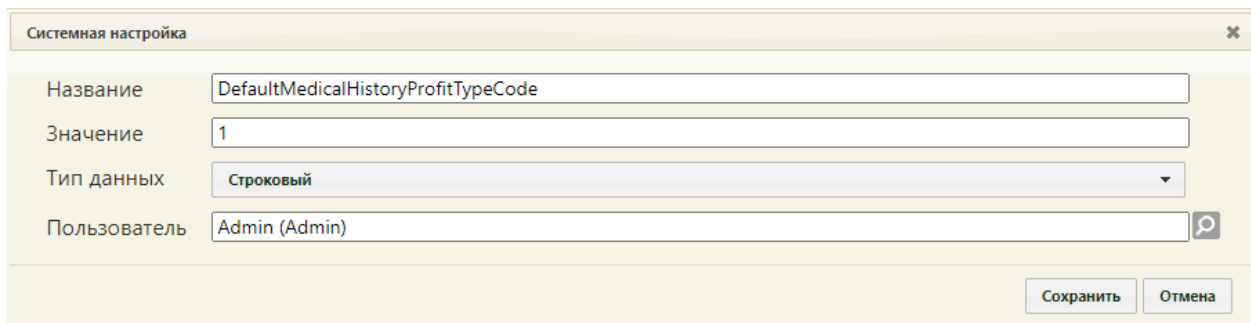 Системная настройка
Название DefaultMedicalHistoryProfitTypeCode
Значение 1
Тип данных Строковый
Пользователь Admin (Admin)
Сохранить Отмена